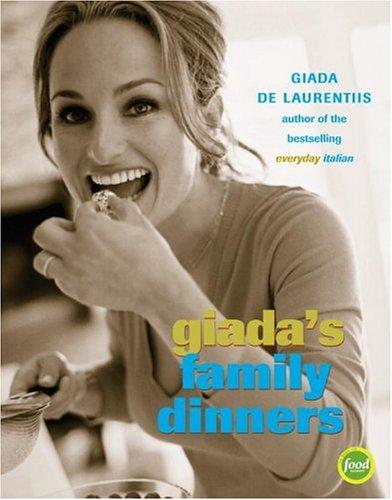 GIADA
DE LAURENTIIS
author of the
bestselling
everyday italian
giada's
family
dinners
food